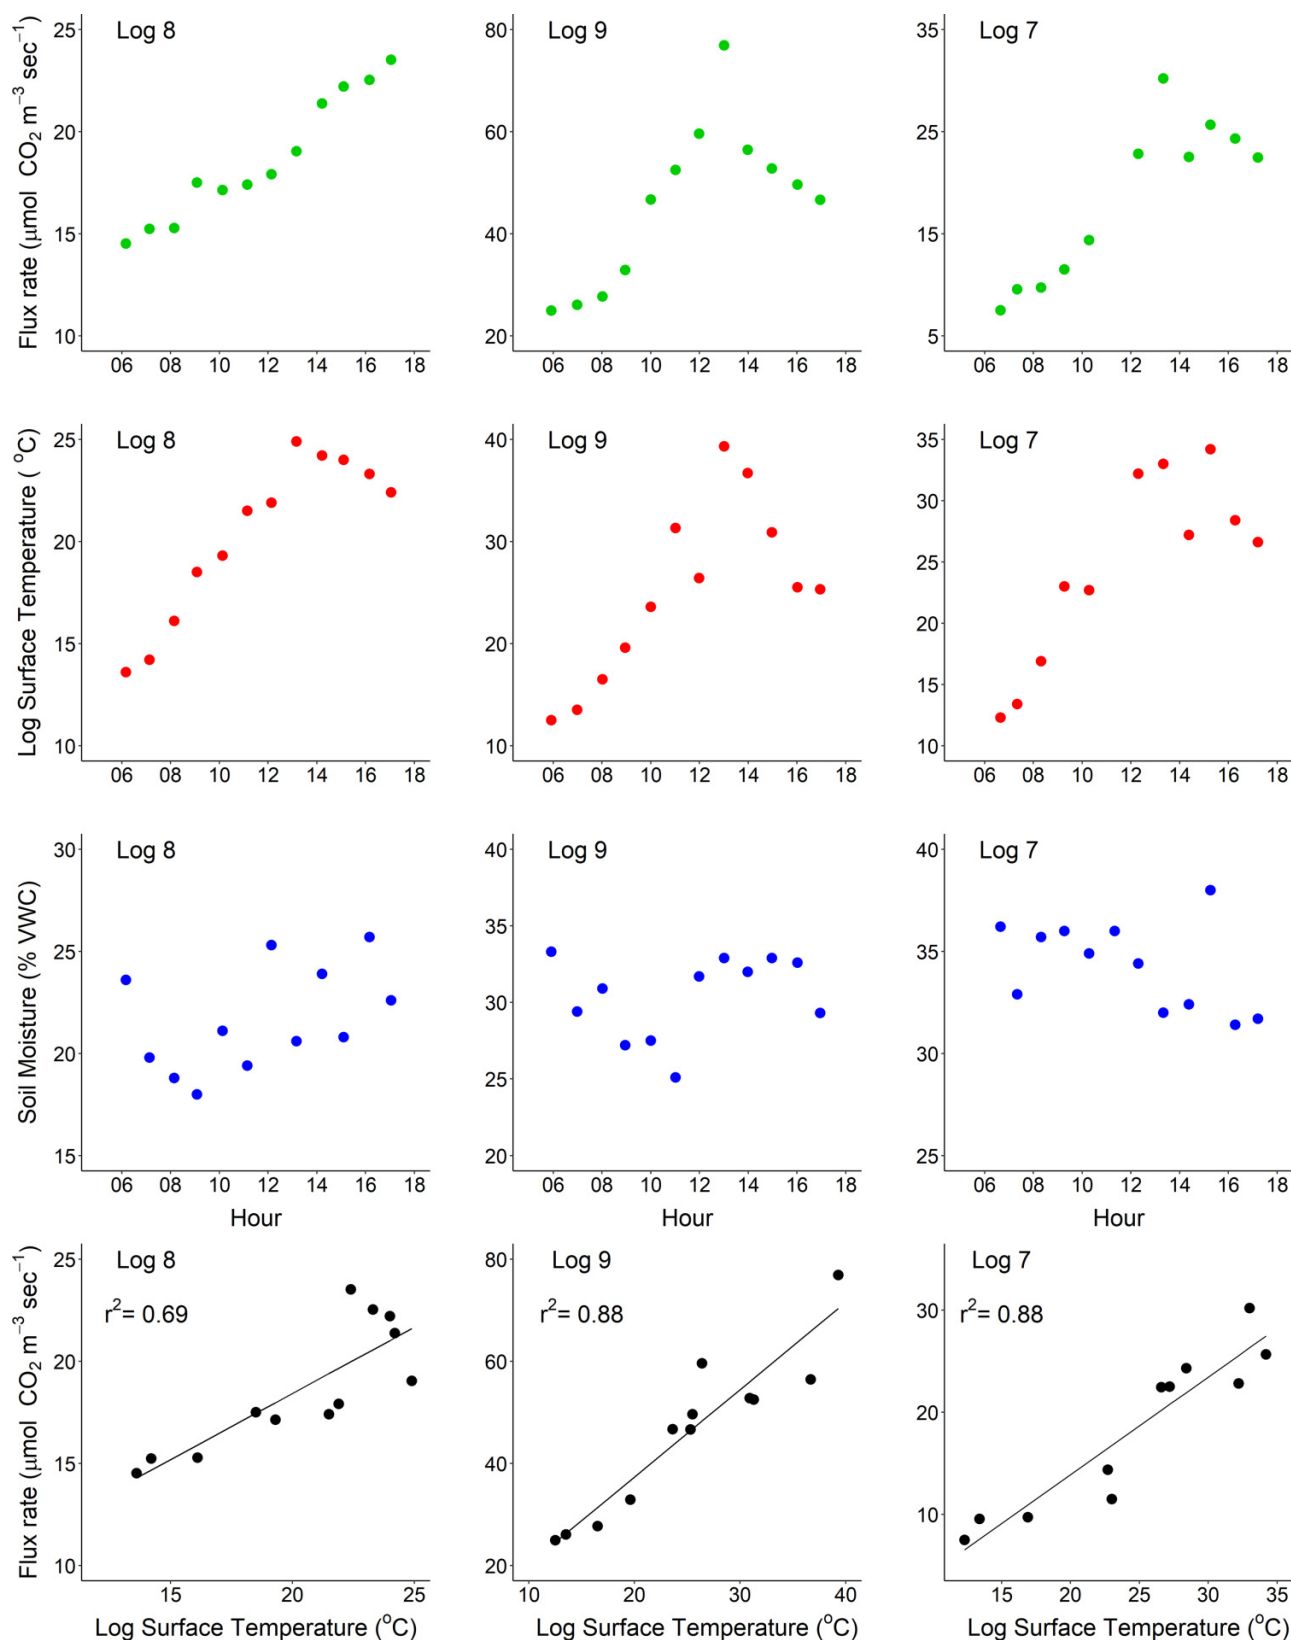 Log 8
Log 9
Log 7
Flux rate (μmol CO₂ m⁻³ sec⁻¹)
25
20
15
10
80
60
40
20
35
25
15
5
06 08 10 12 14 16 18
06 08 10 12 14 16 18
06 08 10 12 14 16 18
Log 8
Log 9
Log 7
Log Surface Temperature ( °C)
25
20
15
10
40
30
20
10
35
30
25
20
15
10
06 08 10 12 14 16 18
06 08 10 12 14 16 18
06 08 10 12 14 16 18
Log 8
Log 9
Log 7
Soil Moisture (% VWC)
30
25
20
15
40
35
30
25
20
40
35
30
25
06 08 10 12 14 16 18
06 08 10 12 14 16 18
06 08 10 12 14 16 18
Hour
Hour
Hour
Log 8
Log 9
Log 7
r²= 0.69
r²= 0.88
r²= 0.88
Flux rate (μmol CO₂ m⁻³ sec⁻¹)
25
20
15
10
80
60
40
20
30
20
10
15 20 25
10 20 30 40
15 20 25 30 35
Log Surface Temperature (°C)
Log Surface Temperature (°C)
Log Surface Temperature (°C)